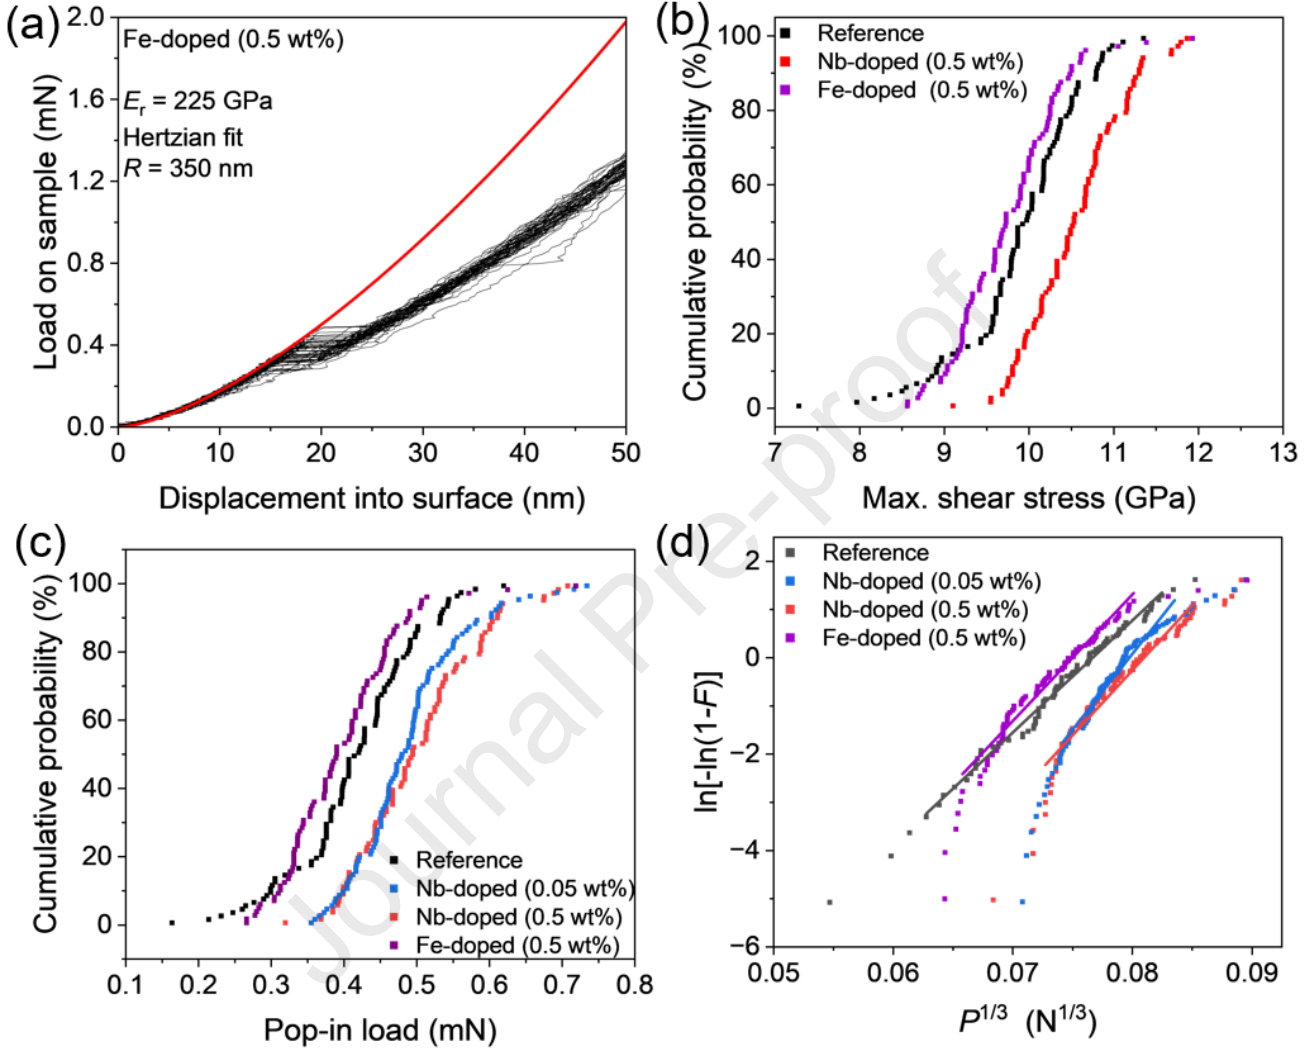 (a)
2.0
1.6
1.2
0.8
0.4
0.0
Load on sample (mN)
Fe-doped (0.5 wt%)
Er = 225 GPa
Hertzian fit
R = 350 nm
0 10 20 30 40 50
Displacement into surface (nm)
(b)
100
80
60
40
20
0
Cumulative probability (%)
Reference
Nb-doped (0.5 wt%)
Fe-doped (0.5 wt%)
7 8 9 10 11 12 13
Max. shear stress (GPa)
(c)
100
80
60
40
20
0
Cumulative probability (%)
Reference
Nb-doped (0.05 wt%)
Nb-doped (0.5 wt%)
Fe-doped (0.5 wt%)
0.1 0.2 0.3 0.4 0.5 0.6 0.7 0.8
Pop-in load (mN)
(d)
2
0
−2
−4
−6
ln[-ln(1-F)]
Reference
Nb-doped (0.05 wt%)
Nb-doped (0.5 wt%)
Fe-doped (0.5 wt%)
0.05 0.06 0.07 0.08 0.09
P1/3 (N1/3)
Journal Pre-proof